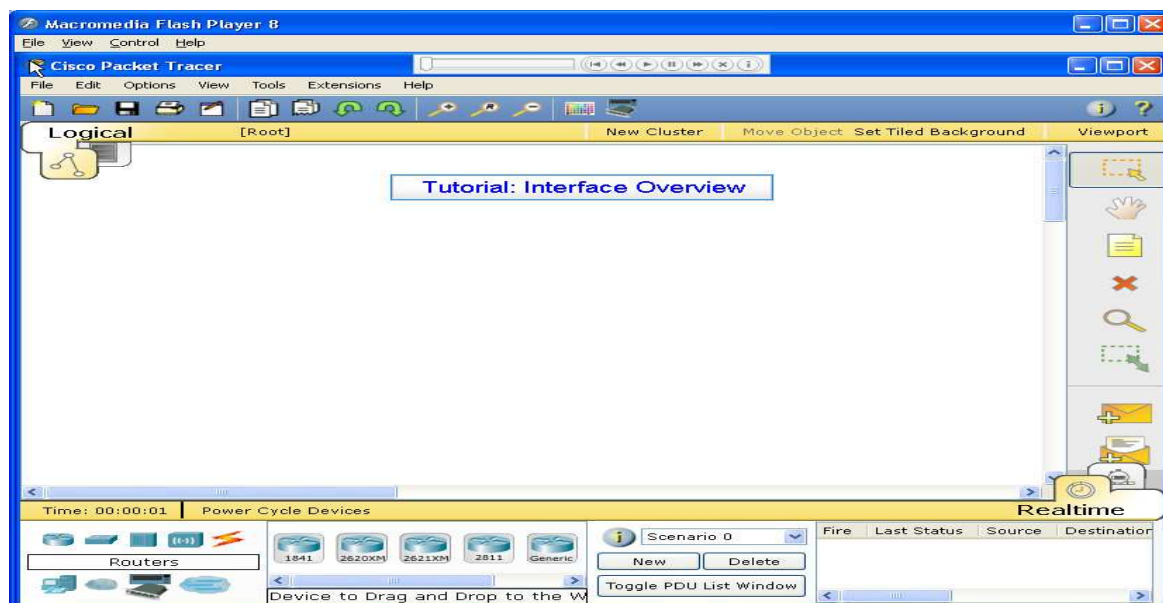 Macromedia Flash Player 8
File View Control Help
Cisco Packet Tracer
File Edit Options View Tools Extensions Help
Logical [Root] New Cluster Move Object Set Tiled Background Viewport
Tutorial: Interface Overview
Time: 00:00:01 Power Cycle Devices Realtime
Routers
1841 2620XM 2621XM 2811 Generic
Device to Drag and Drop to the W
Scenario 0
New Delete
Toggle PDU List Window
Fire Last Status Source Destination